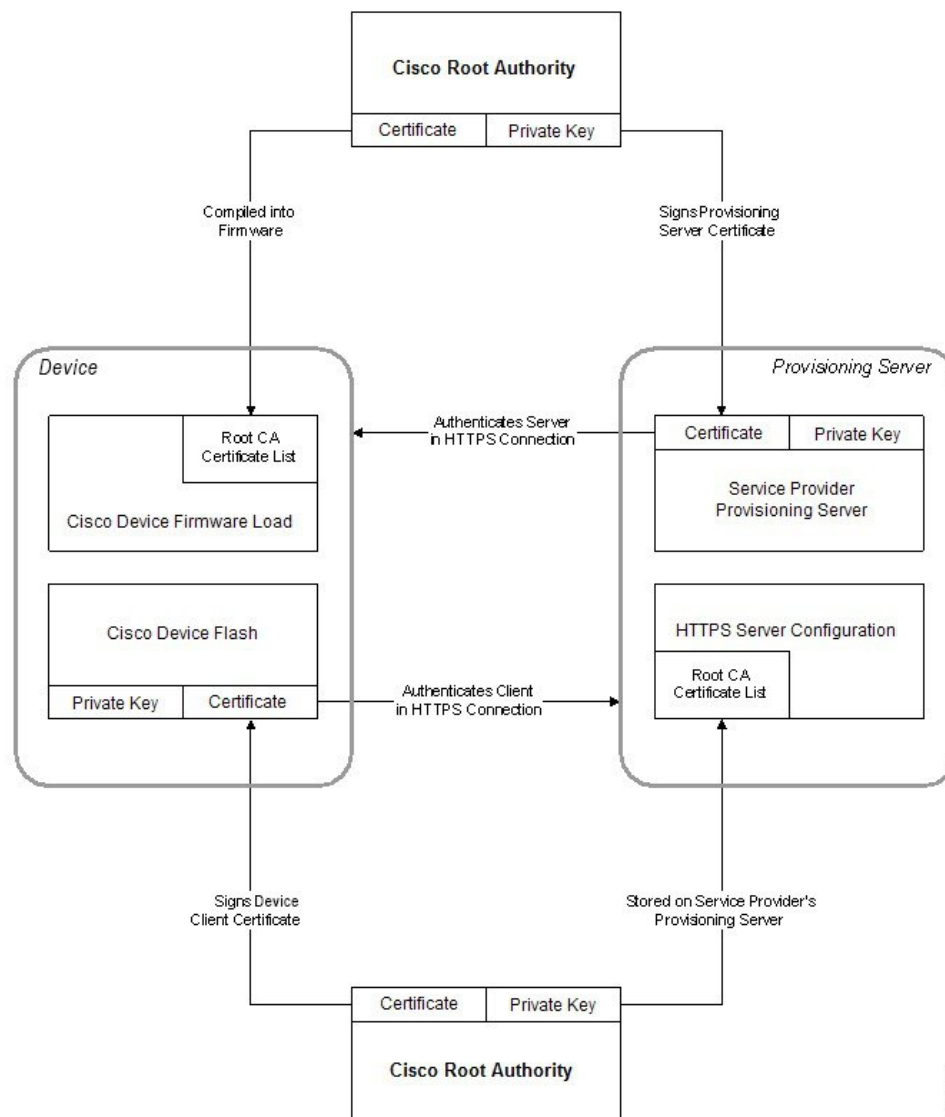 Cisco Root Authority
Certificate
Private Key
Compiled into
Firmware
Signs Provisioning
Server Certificate
Device
Provisioning Server
Root CA
Certificate List
Cisco Device Firmware Load
Authenticates Server
in HTTPS Connection
Certificate
Private Key
Service Provider
Provisioning Server
Cisco Device Flash
Private Key
Certificate
Authenticates Client
in HTTPS Connection
HTTPS Server Configuration
Root CA
Certificate List
Signs Device
Client Certificate
Stored on Service Provider's
Provisioning Server
Certificate
Private Key
Cisco Root Authority